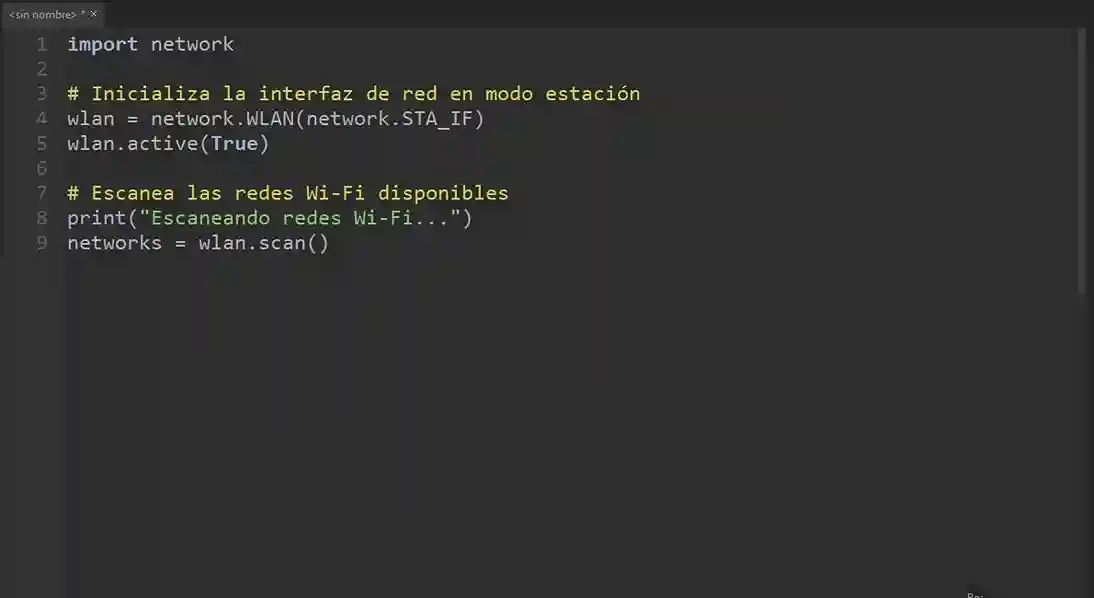 <sin nombre> * ×
1 import network
2
3 # Inicializa la interfaz de red en modo estación
4 wlan = network.WLAN(network.STA_IF)
5 wlan.active(True)
6
7 # Escanea las redes Wi-Fi disponibles
8 print("Escaneando redes Wi-Fi...")
9 networks = wlan.scan()